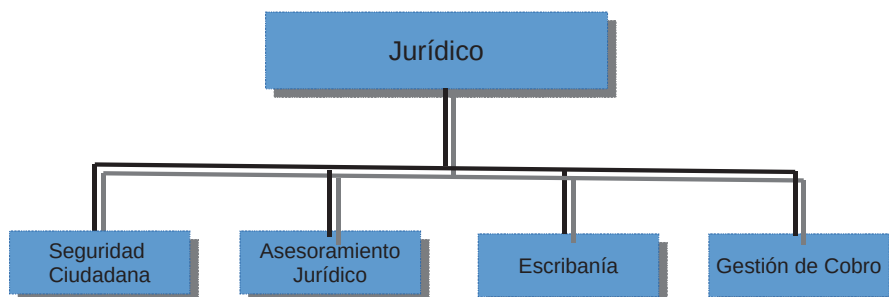 Jurídico
Seguridad
Ciudadana
Asesoramiento
Jurídico
Escribanía
Gestión de Cobro